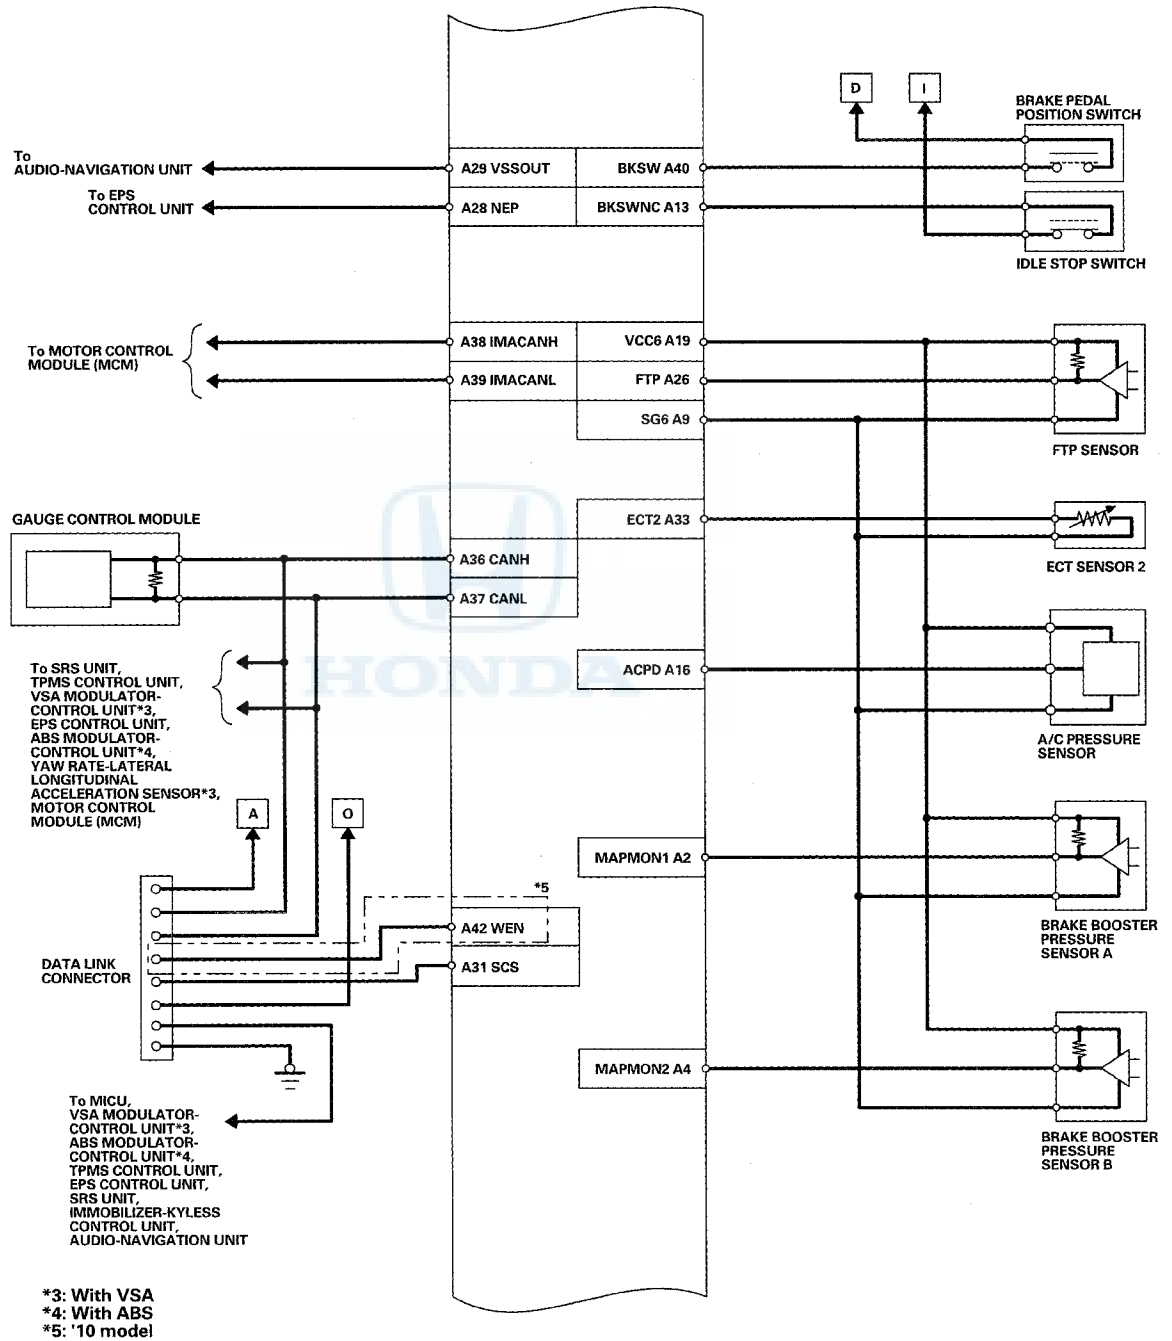 D
I
BRAKE PEDAL
POSITION SWITCH
To
AUDIO-NAVIGATION UNIT
A29 VSSOUT
BKSW A40
To EPS
CONTROL UNIT
A28 NEP
BKSWNC A13
IDLE STOP SWITCH
To MOTOR CONTROL
MODULE (MCM)
A38 IMACANH
VCC6 A19
A39 IMACANL
FTP A26
SG6 A9
FTP SENSOR
GAUGE CONTROL MODULE
ECT2 A33
A36 CANH
ECT SENSOR 2
A37 CANL
HONDA
ACPD A16
To SRS UNIT,
TPMS CONTROL UNIT,
VSA MODULATOR-
CONTROL UNIT*3,
EPS CONTROL UNIT,
ABS MODULATOR-
CONTROL UNIT*4,
YAW RATE-LATERAL
LONGITUDINAL
ACCELERATION SENSOR*3,
MOTOR CONTROL
MODULE (MCM)
A/C PRESSURE
SENSOR
A
O
MAPMON1 A2
*5
A42 WEN
BRAKE BOOSTER
PRESSURE
SENSOR A
DATA LINK
CONNECTOR
A31 SCS
MAPMON2 A4
To MICU,
VSA MODULATOR-
CONTROL UNIT*3,
ABS MODULATOR-
CONTROL UNIT*4,
TPMS CONTROL UNIT,
EPS CONTROL UNIT,
SRS UNIT,
IMMOBILIZER-KYLESS
CONTROL UNIT,
AUDIO-NAVIGATION UNIT
BRAKE BOOSTER
PRESSURE
SENSOR B
*3: With VSA
*4: With ABS
*5: '10 model